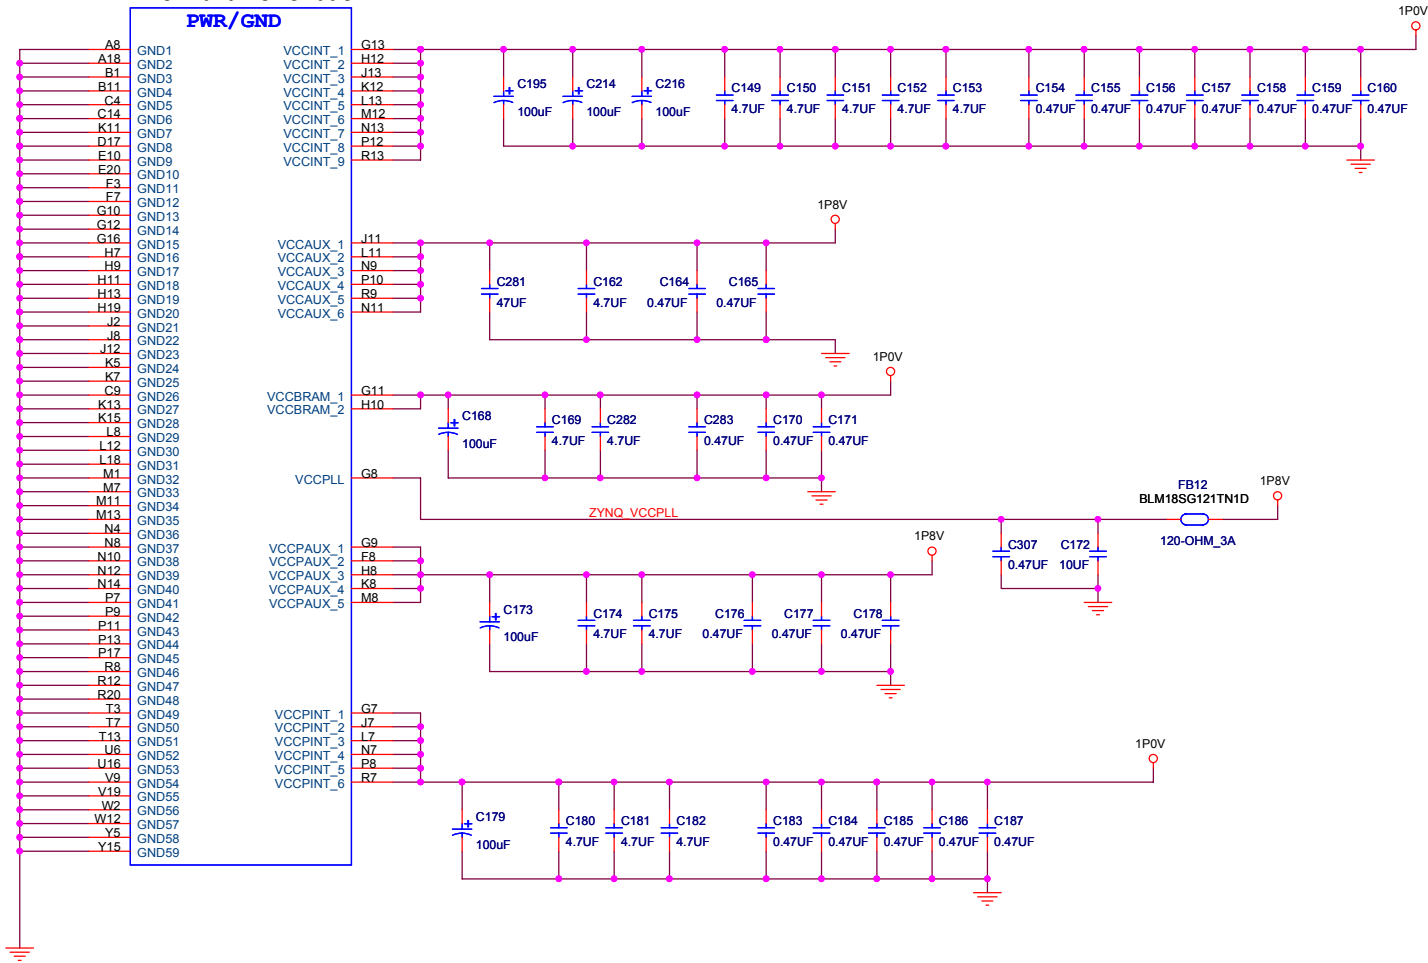 PWR/GND
A8 GND1
A18 GND2
B1 GND3
B11 GND4
C4 GND5
C14 GND6
K11 GND7
D17 GND8
E10 GND9
E20 GND10
F3 GND11
F7 GND12
G10 GND13
G12 GND14
G16 GND15
H7 GND16
H9 GND17
H11 GND18
H13 GND19
H19 GND20
J2 GND21
J8 GND22
J12 GND23
K5 GND24
K7 GND25
C9 GND26
K13 GND27
K15 GND28
L8 GND29
L12 GND30
L18 GND31
M1 GND32
M7 GND33
M11 GND34
M13 GND35
N4 GND36
N8 GND37
N10 GND38
N12 GND39
N14 GND40
P7 GND41
P9 GND42
P11 GND43
P13 GND44
P17 GND45
R8 GND46
R12 GND47
R20 GND48
T3 GND49
T7 GND50
T13 GND51
U6 GND52
U16 GND53
V9 GND54
V19 GND55
W2 GND56
W12 GND57
Y5 GND58
Y15 GND59
VCCINT_1 G13
VCCINT_2 H12
VCCINT_3 J13
VCCINT_4 K12
VCCINT_5 L13
VCCINT_6 M12
VCCINT_7 N13
VCCINT_8 P12
VCCINT_9 R13
1P0V
C195 100uF
C214 100uF
C216 100uF
C149 4.7UF
C150 4.7UF
C151 4.7UF
C152 4.7UF
C153 4.7UF
C154 0.47UF
C155 0.47UF
C156 0.47UF
C157 0.47UF
C158 0.47UF
C159 0.47UF
C160 0.47UF
VCCAUX_1 J11
VCCAUX_2 L11
VCCAUX_3 N9
VCCAUX_4 P10
VCCAUX_5 R9
VCCAUX_6 N11
1P8V
C281 47UF
C162 4.7UF
C164 0.47UF
C165 0.47UF
VCCBRAM_1 G11
VCCBRAM_2 H10
1P0V
C168 100uF
C169 4.7UF
C282 4.7UF
C283 0.47UF
C170 0.47UF
C171 0.47UF
VCCPLL G8
ZYNQ_VCCPLL
FB12
BLM18SG121TN1D
120-OHM_3A
1P8V
C307 0.47UF
C172 10UF
VCCPAUX_1 G9
VCCPAUX_2 F8
VCCPAUX_3 H8
VCCPAUX_4 K8
VCCPAUX_5 M8
1P8V
C173 100uF
C174 4.7UF
C175 4.7UF
C176 0.47UF
C177 0.47UF
C178 0.47UF
VCCPINT_1 G7
VCCPINT_2 J7
VCCPINT_3 L7
VCCPINT_4 N7
VCCPINT_5 P8
VCCPINT_6 R7
1P0V
C179 100uF
C180 4.7UF
C181 4.7UF
C182 4.7UF
C183 0.47UF
C184 0.47UF
C185 0.47UF
C186 0.47UF
C187 0.47UF